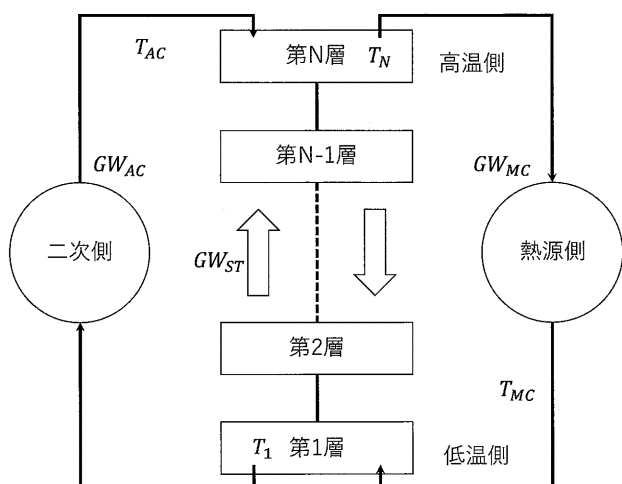 T_AC
第N層 T_N
高温側
第N-1層
GW_AC
GW_MC
二次側
GW_ST
熱源側
第2層
T_MC
T_1 第1層
低温側